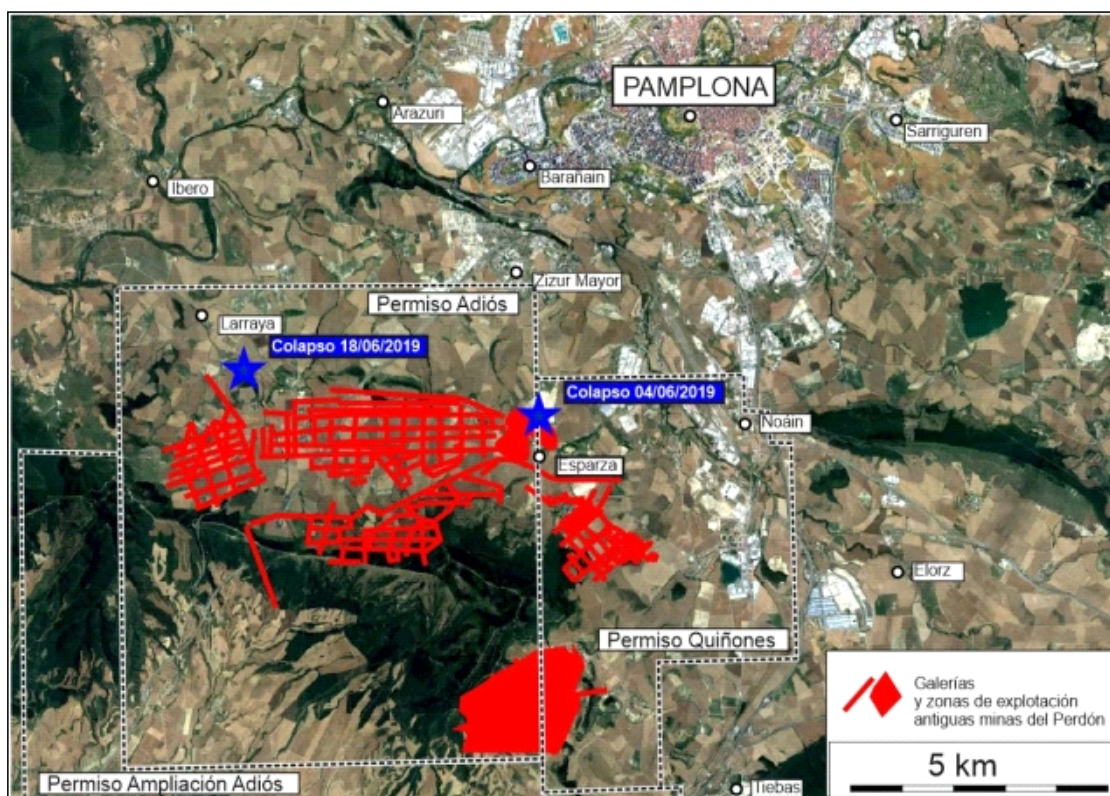 PAMPLONA
Arazuri
Sarriguren
Barañain
Ibero
Zizur Mayor
Permiso Adiós
Larraya
Colapso 18/06/2019
Colapso 04/06/2019
Noáin
Esparza
Elorz
Permiso Quiñones
Galerías
y zonas de explotación
antiguas minas del Perdón
5 km
Permiso Ampliación Adiós
Tiebas